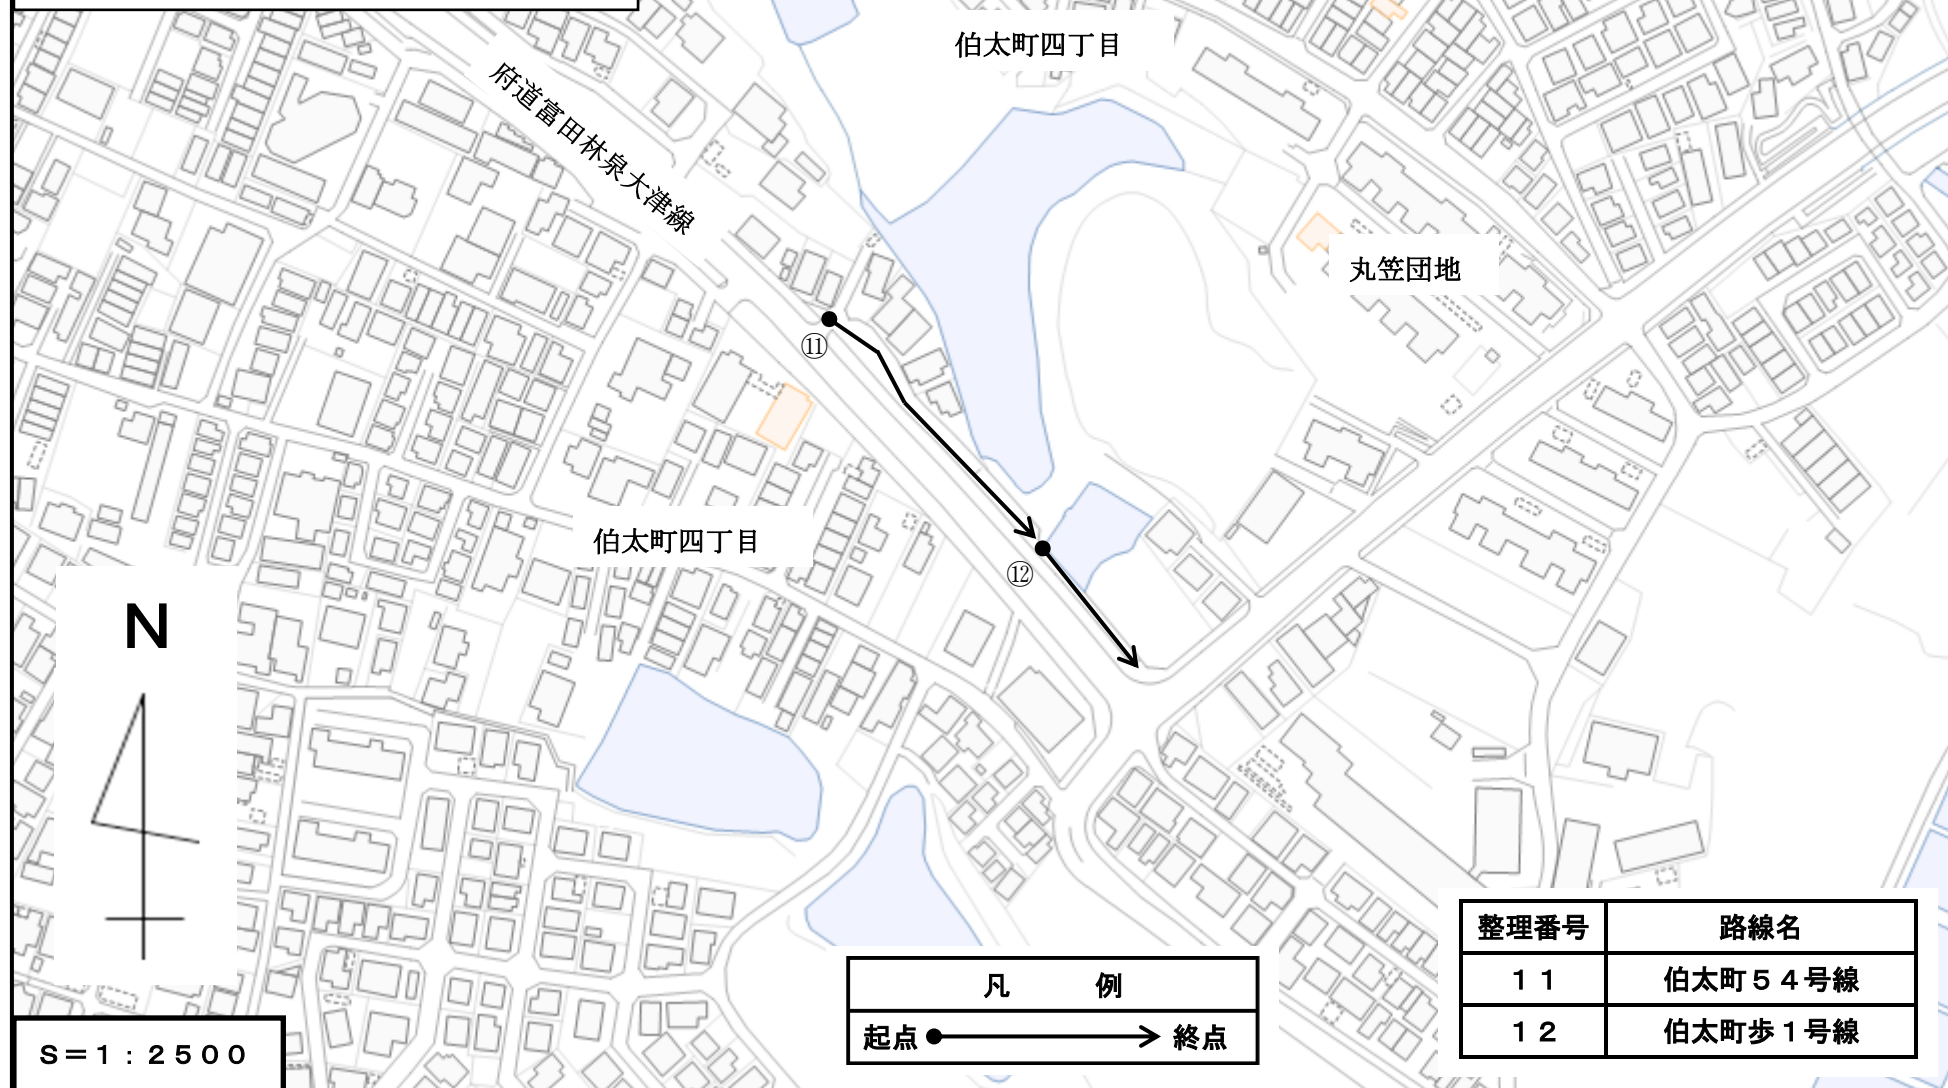 伯太町四丁目
府道富田林泉大津線
丸笠団地
⑪
伯太町四丁目
⑫
N
整理番号 路線名
11 伯太町54号線
12 伯太町歩1号線
凡 例
起点 終点
S=1:2500